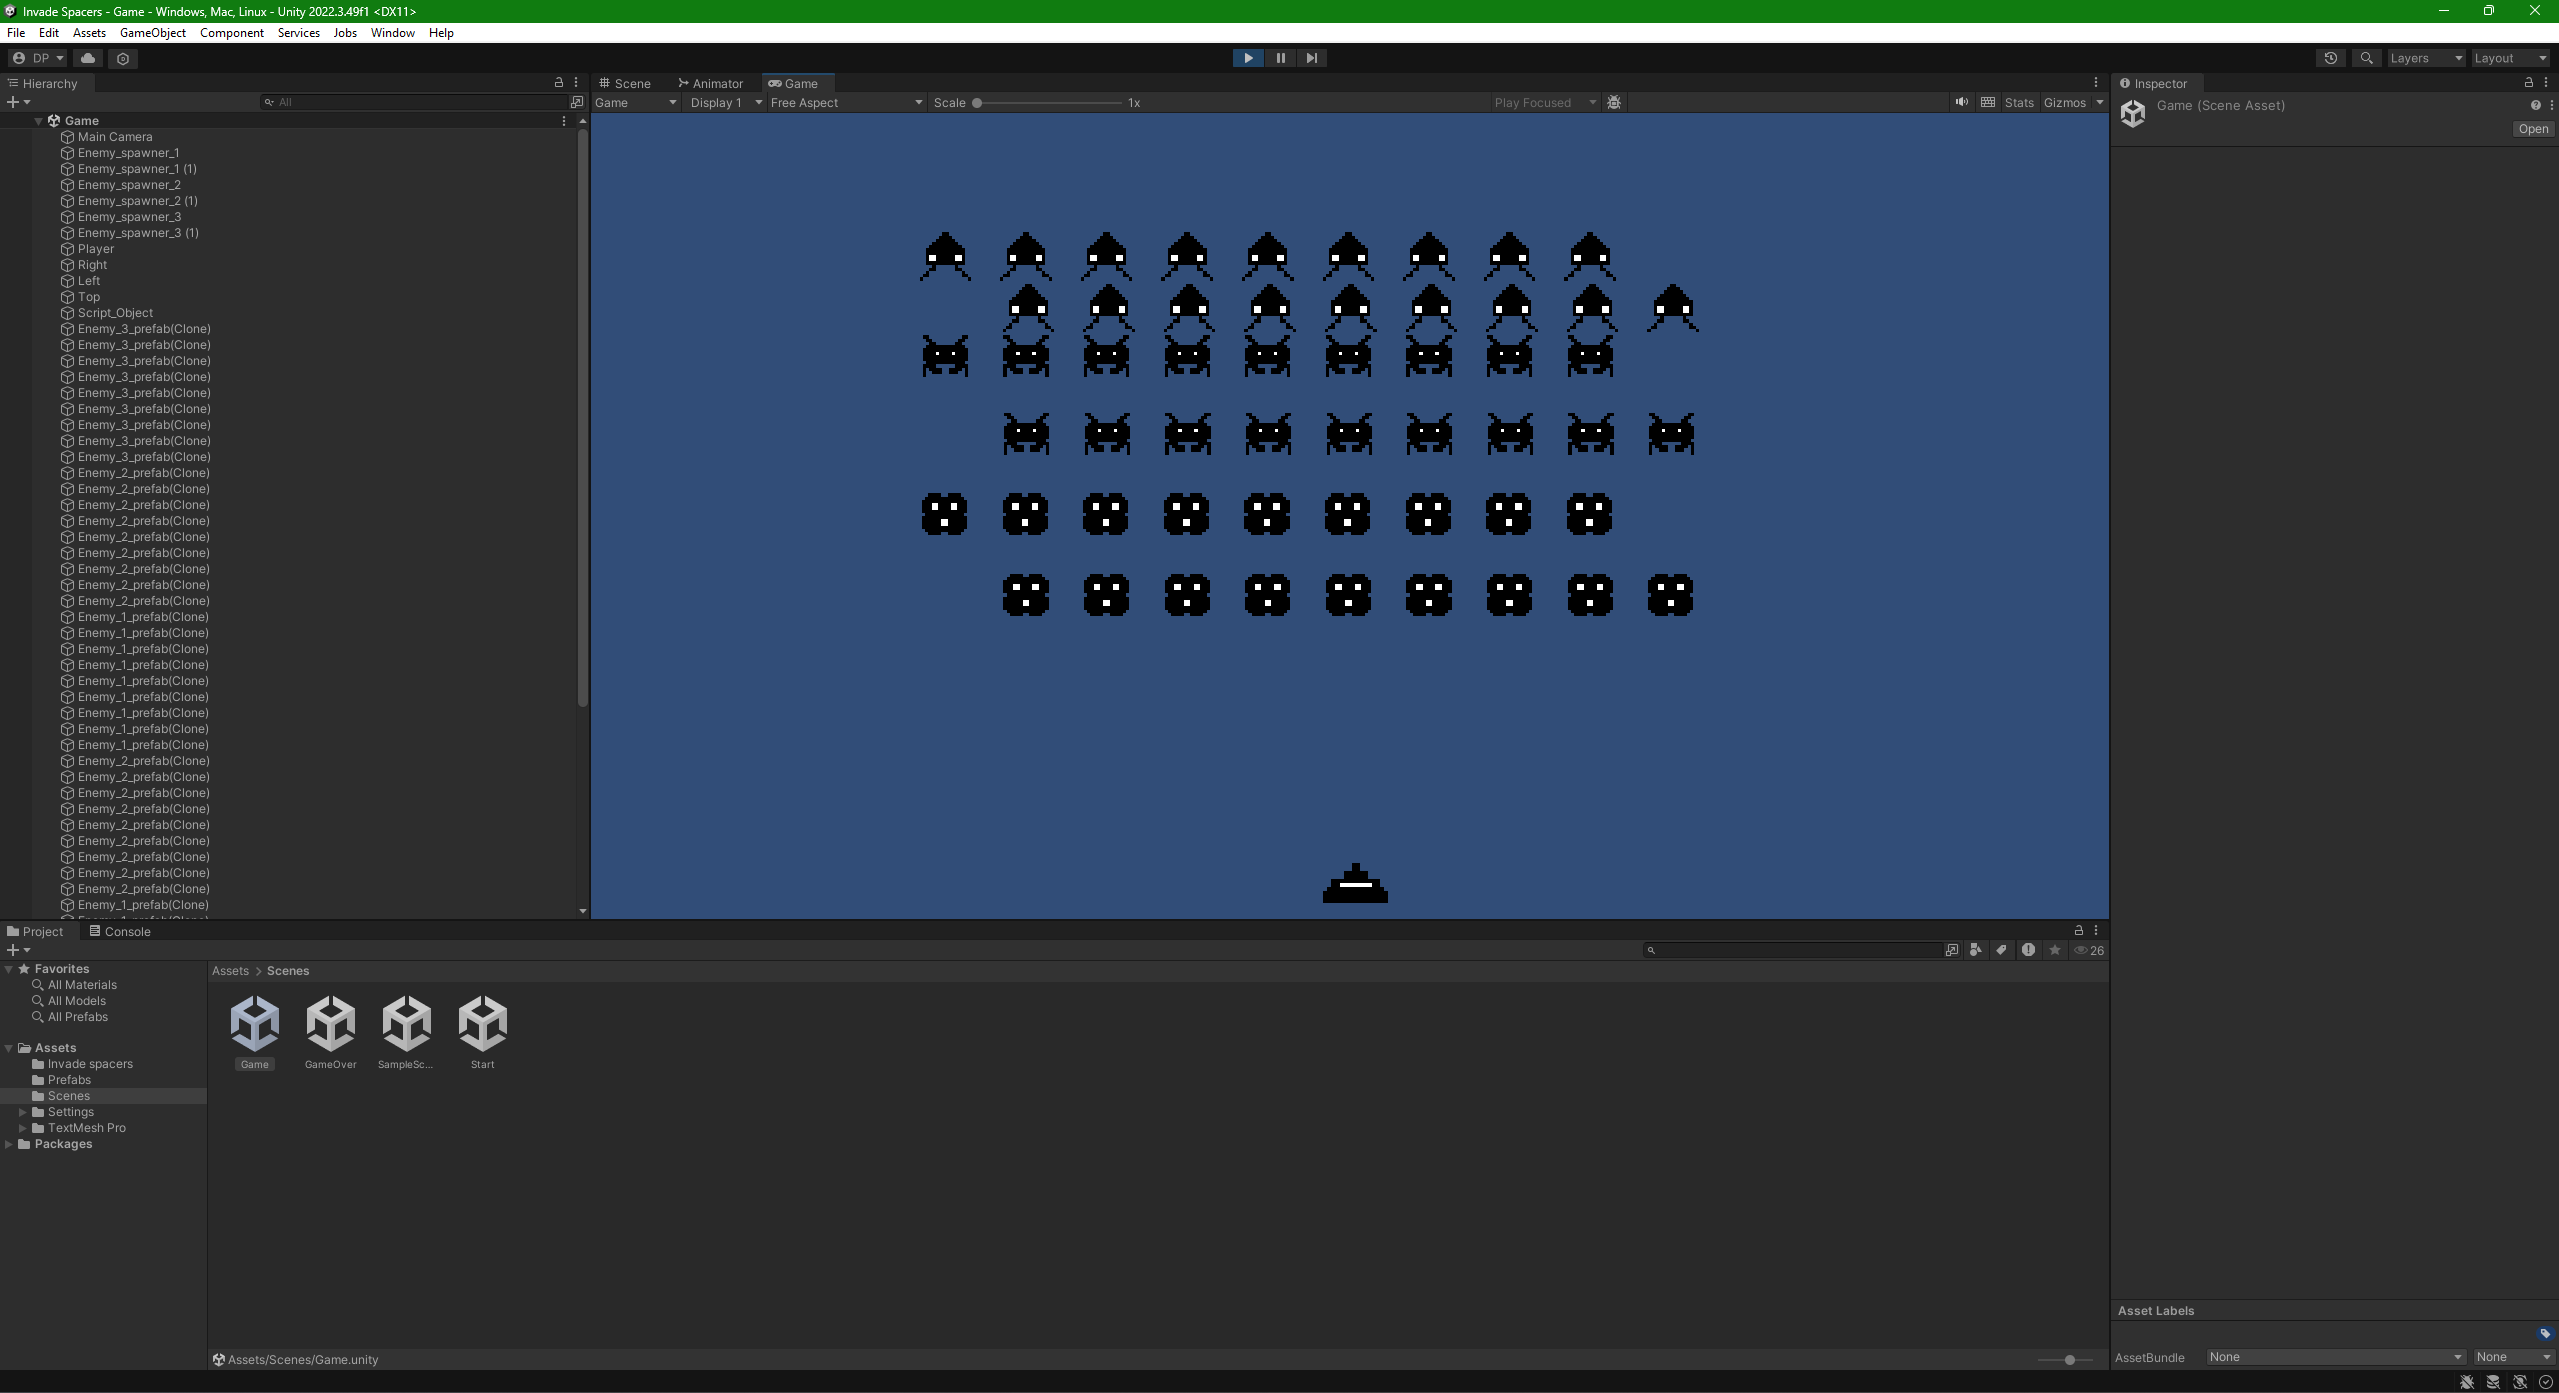 Invade Spacers - Game - Windows, Mac, Linux - Unity 2022.3.49f1 <DX11>
File Edit Assets GameObject Component Services Jobs Window Help
DP
Layers Layout
Hierarchy
All
Game
Main Camera
Enemy_spawner_1
Enemy_spawner_1 (1)
Enemy_spawner_2
Enemy_spawner_2 (1)
Enemy_spawner_3
Enemy_spawner_3 (1)
Player
Right
Left
Top
Script_Object
Enemy_3_prefab(Clone)
Enemy_3_prefab(Clone)
Enemy_3_prefab(Clone)
Enemy_3_prefab(Clone)
Enemy_3_prefab(Clone)
Enemy_3_prefab(Clone)
Enemy_3_prefab(Clone)
Enemy_3_prefab(Clone)
Enemy_3_prefab(Clone)
Enemy_2_prefab(Clone)
Enemy_2_prefab(Clone)
Enemy_2_prefab(Clone)
Enemy_2_prefab(Clone)
Enemy_2_prefab(Clone)
Enemy_2_prefab(Clone)
Enemy_2_prefab(Clone)
Enemy_2_prefab(Clone)
Enemy_2_prefab(Clone)
Enemy_1_prefab(Clone)
Enemy_1_prefab(Clone)
Enemy_1_prefab(Clone)
Enemy_1_prefab(Clone)
Enemy_1_prefab(Clone)
Enemy_1_prefab(Clone)
Enemy_1_prefab(Clone)
Enemy_1_prefab(Clone)
Enemy_1_prefab(Clone)
Enemy_2_prefab(Clone)
Enemy_2_prefab(Clone)
Enemy_2_prefab(Clone)
Enemy_2_prefab(Clone)
Enemy_2_prefab(Clone)
Enemy_2_prefab(Clone)
Enemy_2_prefab(Clone)
Enemy_2_prefab(Clone)
Enemy_2_prefab(Clone)
Enemy_1_prefab(Clone)
Scene Animator Game
Game Display 1 Free Aspect Scale 1x Play Focused Stats Gizmos
Inspector
Game (Scene Asset)
Open
Project Console
26
Favorites
All Materials
All Models
All Prefabs
Assets
Invade spacers
Prefabs
Scenes
Settings
TextMesh Pro
Packages
Assets > Scenes
Game GameOver SampleSc... Start
Assets/Scenes/Game.unity
Asset Labels
AssetBundle None None